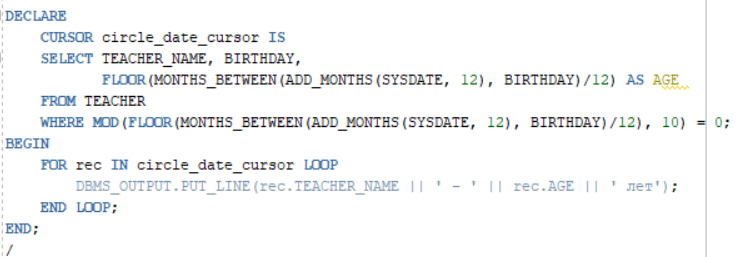 DECLARE
    CURSOR circle_date_cursor IS
    SELECT TEACHER_NAME, BIRTHDAY,
           FLOOR(MONTHS_BETWEEN(ADD_MONTHS(SYSDATE, 12), BIRTHDAY)/12) AS AGE
    FROM TEACHER
    WHERE MOD(FLOOR(MONTHS_BETWEEN(ADD_MONTHS(SYSDATE, 12), BIRTHDAY)/12), 10) = 0;
BEGIN
    FOR rec IN circle_date_cursor LOOP
        DBMS_OUTPUT.PUT_LINE(rec.TEACHER_NAME || ' - ' || rec.AGE || ' лет');
    END LOOP;
END;
/